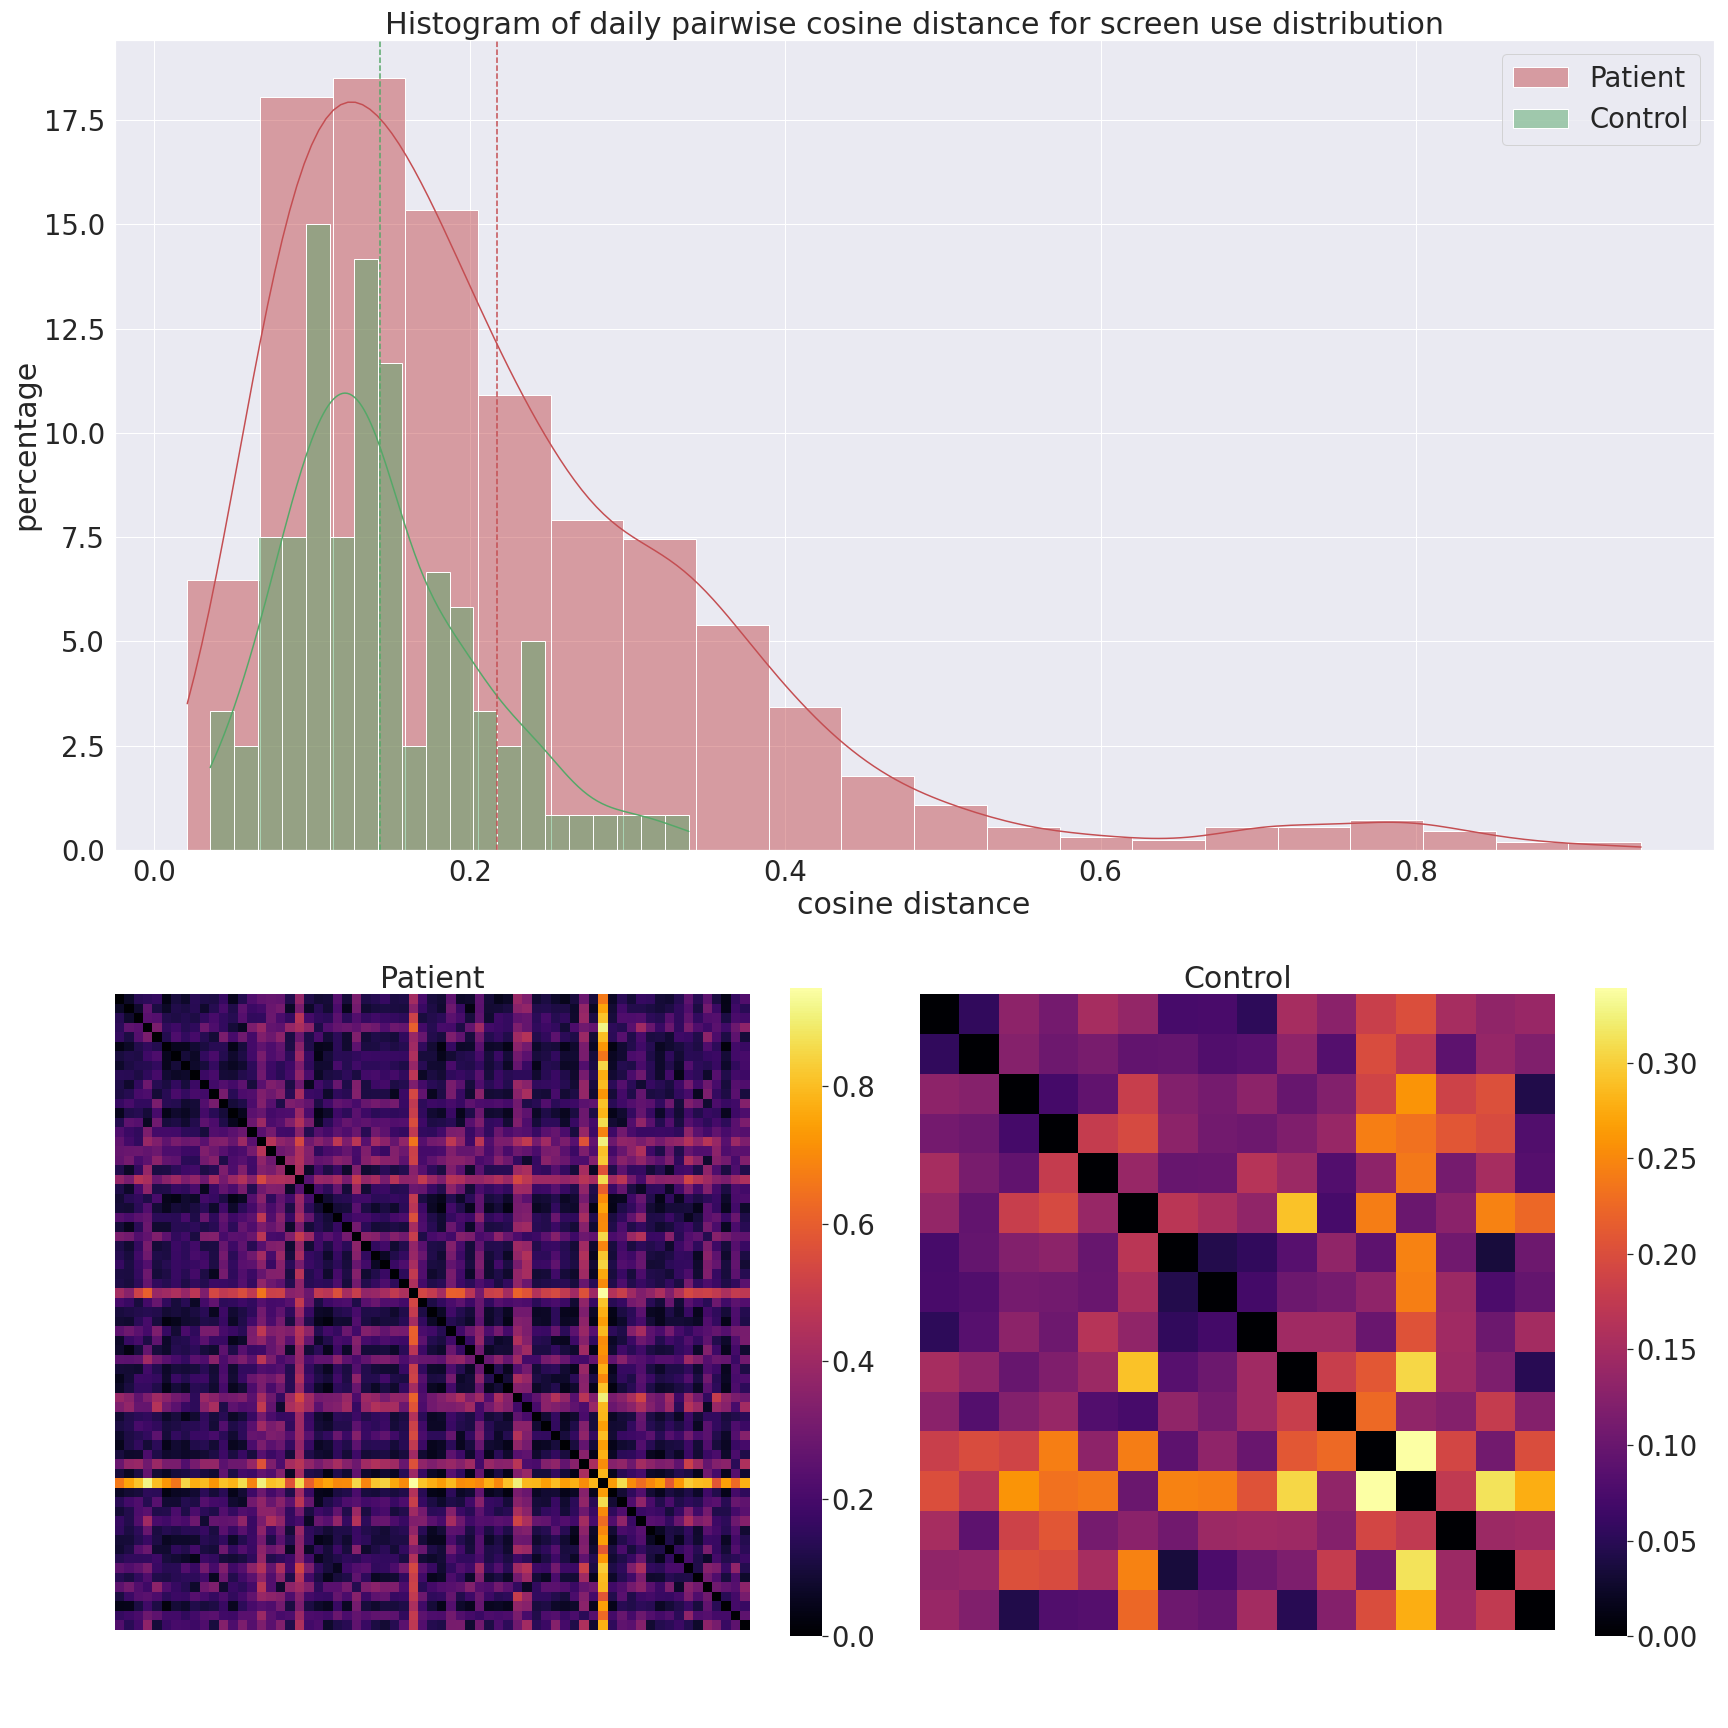 Histogram of daily pairwise cosine distance for screen use distribution
Patient
Control
percentage
17.5
15.0
12.5
10.0
7.5
5.0
2.5
0.0
0.0 0.2 0.4 0.6 0.8
cosine distance
Patient
0.8
0.6
0.4
0.2
0.0
Control
0.30
0.25
0.20
0.15
0.10
0.05
0.00